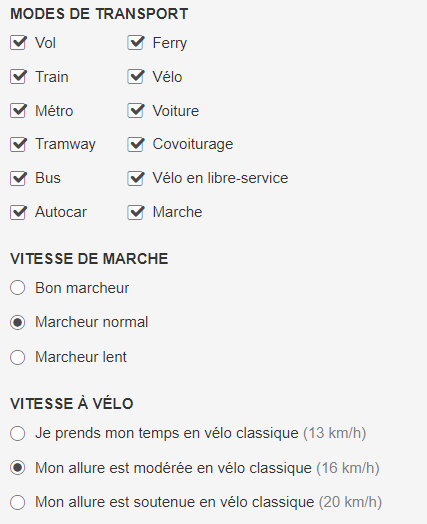 MODES DE TRANSPORT
Vol Ferry
Train Vélo
Métro Voiture
Tramway Covoiturage
Bus Vélo en libre-service
Autocar Marche
VITESSE DE MARCHE
Bon marcheur
Marcheur normal
Marcheur lent
VITESSE À VÉLO
Je prends mon temps en vélo classique (13 km/h)
Mon allure est modérée en vélo classique (16 km/h)
Mon allure est soutenue en vélo classique (20 km/h)